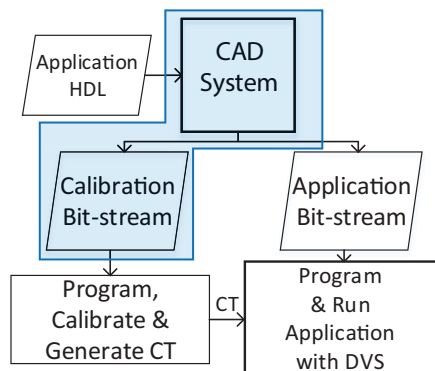 Application
HDL
CAD
System
Calibration
Bit-stream
Application
Bit-stream
Program,
Calibrate &
Generate CT
CT
Program
& Run
Application
with DVS